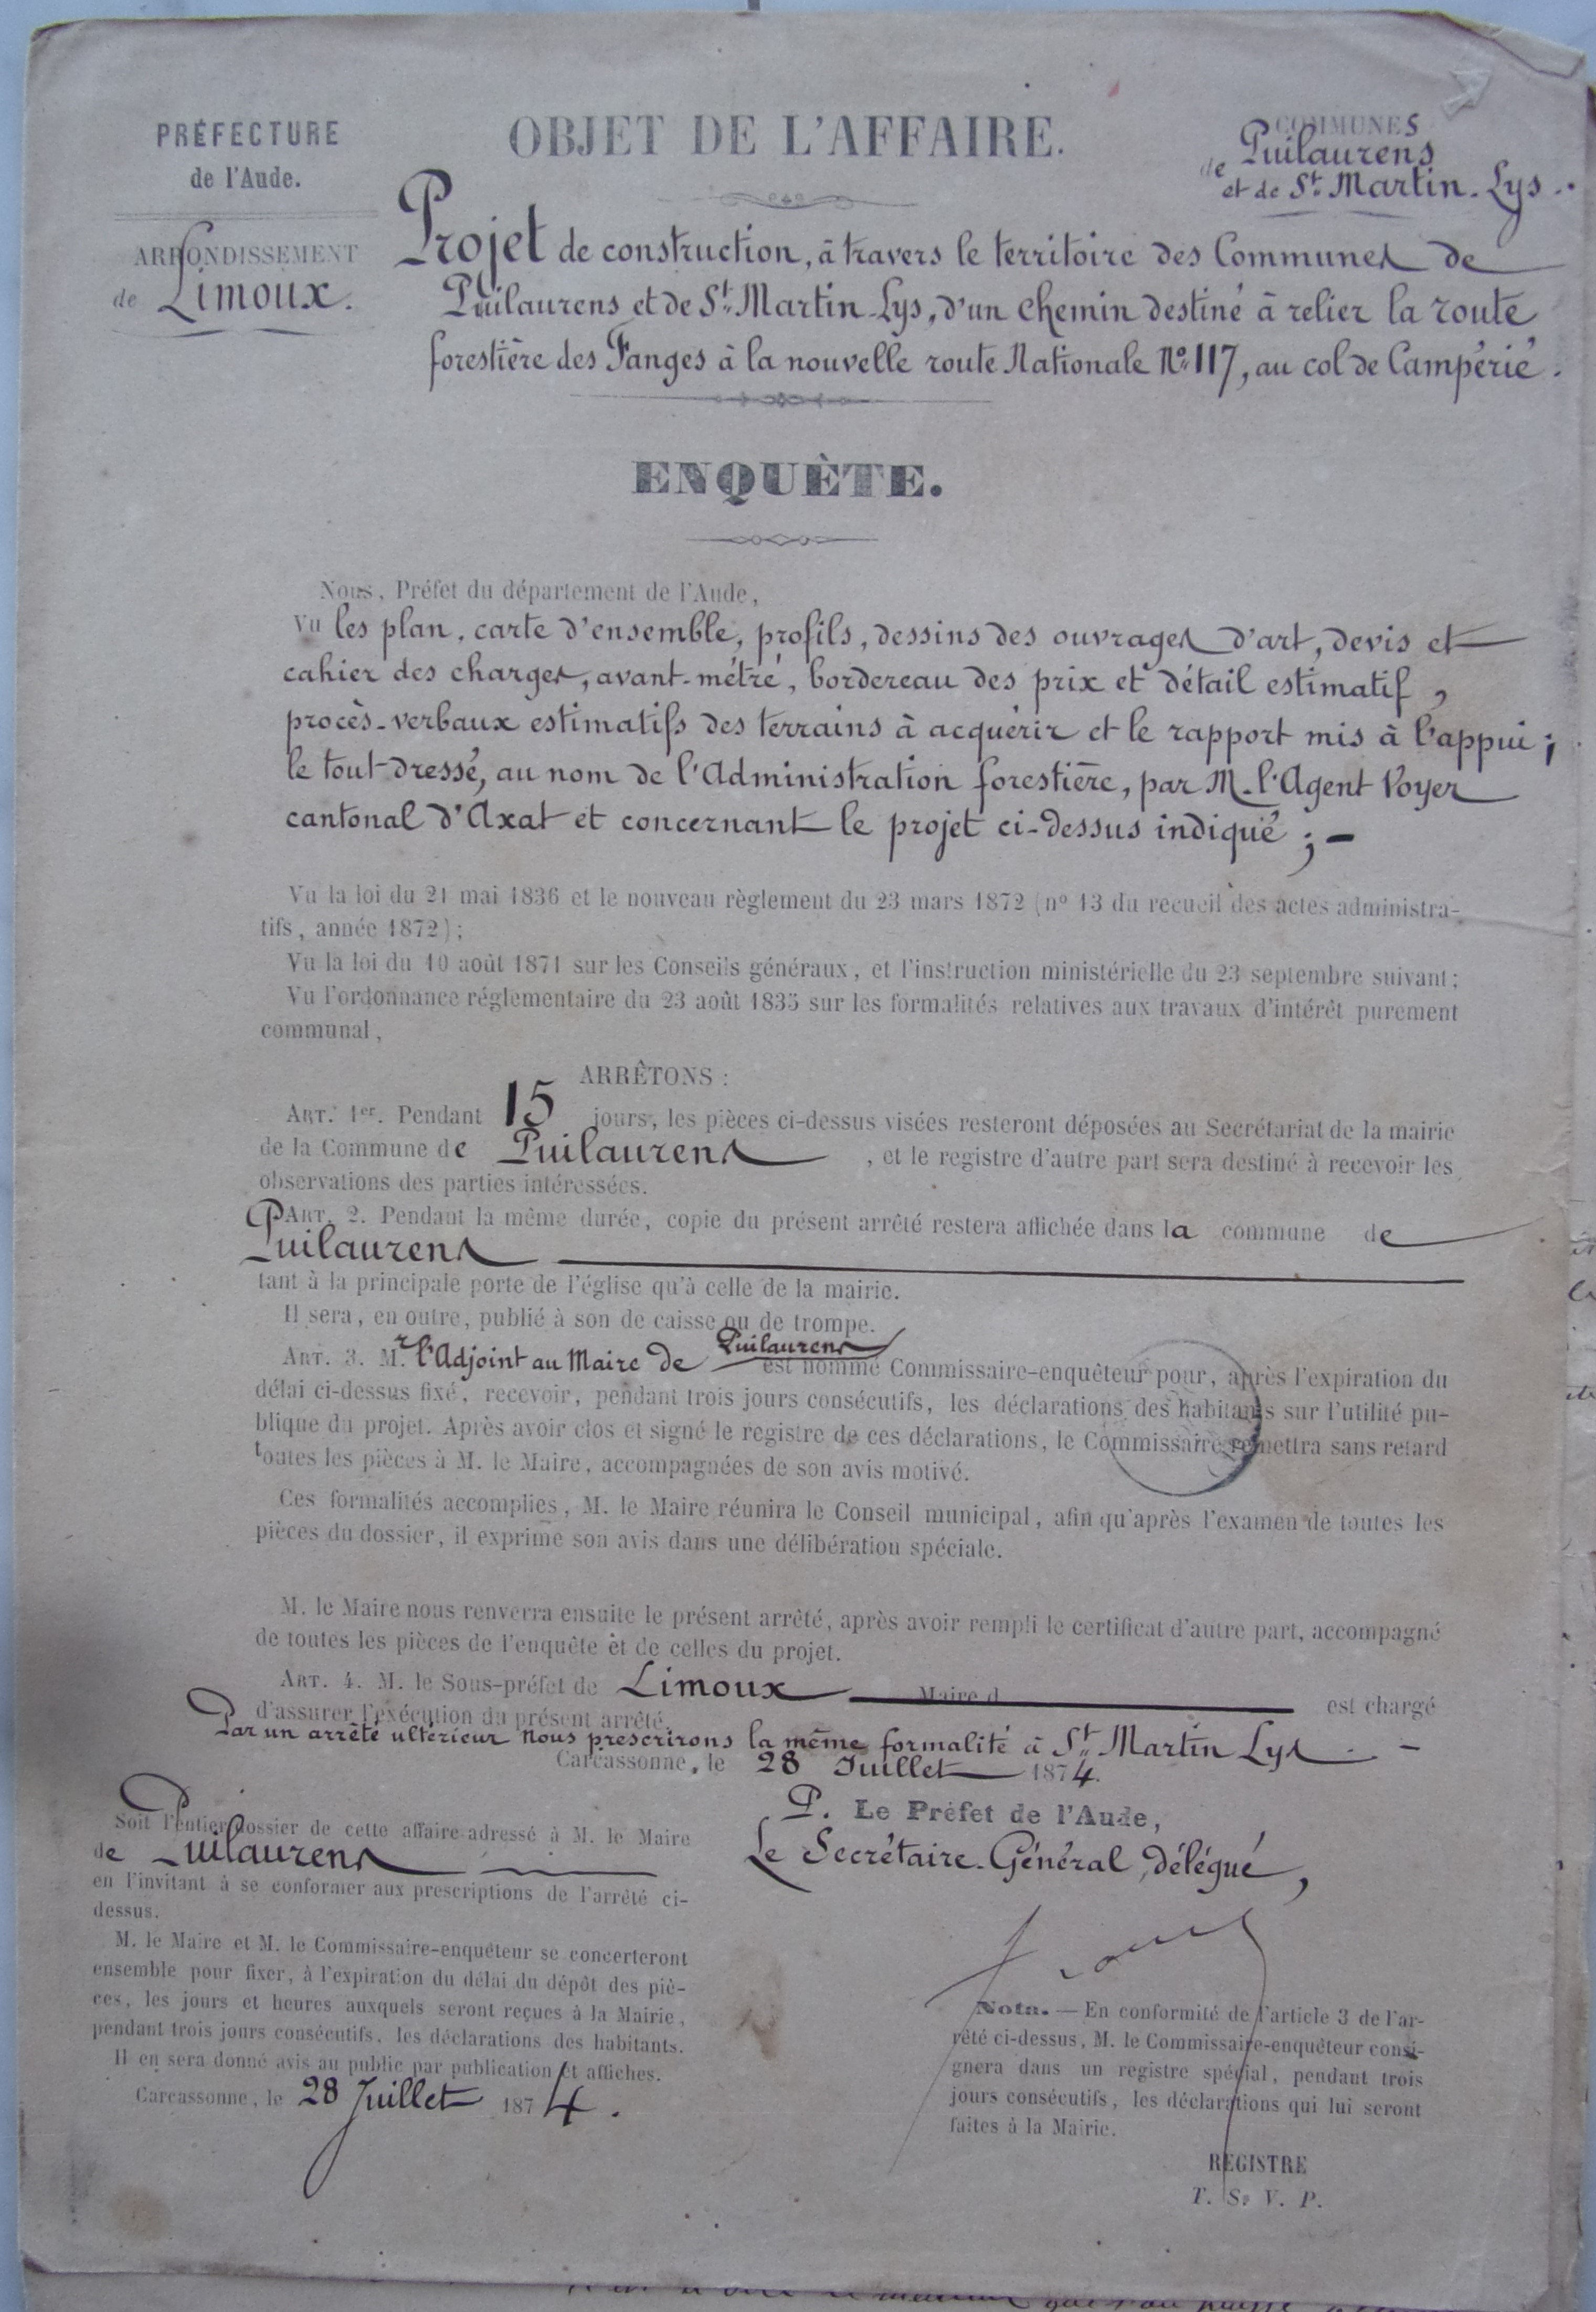 PRÉFECTURE
de l'Aude.
ARRONDISSEMENT
de Limoux.
OBJET DE L'AFFAIRE.
COMMUNES
de Puilaurens
et de St. Martin-Lys.
Projet de construction, à travers le territoire des Communes de
Puilaurens et de St. Martin-Lys, d'un chemin destiné à relier la route
forestière des Fanges à la nouvelle route Nationale No. 117, au col de Campérié.
ENQUÈTE.
Nous, Préfet du département de l'Aude,
Vu les plan, carte d'ensemble, profils, dessins des ouvrages d'art, devis et
cahier des charges, avant-métré, bordereau des prix et détail estimatif,
procès-verbaux estimatifs des terrains à acquérir et le rapport mis à l'appui;
le tout dressé, au nom de l'Administration forestière, par M. l'Agent Voyer
cantonal d'Axat et concernant le projet ci-dessus indiqué; -
Vu la loi du 21 mai 1836 et le nouveau règlement du 23 mars 1872 (no 13 du recueil des actes administra-
tifs, année 1872);
Vu la loi du 10 août 1871 sur les Conseils généraux, et l'instruction ministérielle du 23 septembre suivant;
Vu l'ordonnance réglementaire du 23 août 1835 sur les formalités relatives aux travaux d'intérêt purement
communal,
ARRÊTONS :
ART. 1er. Pendant 15 jours, les pièces ci-dessus visées resteront déposées au Secrétariat de la mairie
de la Commune de Puilaurens, et le registre d'autre part sera destiné à recevoir les
observations des parties intéressées.
ART. 2. Pendant la même durée, copie du présent arrêté restera affichée dans la commune de
Puilaurens
tant à la principale porte de l'église qu'à celle de la mairie.
Il sera, en outre, publié à son de caisse ou de trompe.
ART. 3. M.r l'Adjoint au Maire de Puilaurens est nommé Commissaire-enquêteur pour, après l'expiration du
délai ci-dessus fixé, recevoir, pendant trois jours consécutifs, les déclarations des habitants sur l'utilité pu-
blique du projet. Après avoir clos et signé le registre de ces déclarations, le Commissaire remettra sans retard
toutes les pièces à M. le Maire, accompagnées de son avis motivé.
Ces formalités accomplies, M. le Maire réunira le Conseil municipal, afin qu'après l'examen de toutes les
pièces du dossier, il exprime son avis dans une délibération spéciale.
M. le Maire nous renverra ensuite le présent arrêté, après avoir rempli le certificat d'autre part, accompagné
de toutes les pièces de l'enquête et de celles du projet.
ART. 4. M. le Sous-préfet de Limoux Maire d est chargé
d'assurer l'exécution du présent arrêté.
Par un arrêté ultérieur nous prescrirons la même formalité à St. Martin Lys. -
Carcassonne, le 28 Juillet 1874.
P. Le Préfet de l'Aude,
Le Secrétaire-Général délégué,
Soit l'entier dossier de cette affaire adressé à M. le Maire
de Puilaurens
en l'invitant à se conformer aux prescriptions de l'arrêté ci-
dessus.
M. le Maire et M. le Commissaire-enquêteur se concerteront
ensemble pour fixer, à l'expiration du délai du dépôt des piè-
ces, les jours et heures auxquels seront reçues à la Mairie,
pendant trois jours consécutifs, les déclarations des habitants.
Il en sera donné avis au public par publication et affiches.
Carcassonne, le 28 Juillet 1874.
Nota. — En conformité de l'article 3 de l'ar-
rêté ci-dessus, M. le Commissaire-enquêteur consi-
gnera dans un registre spécial, pendant trois
jours consécutifs, les déclarations qui lui seront
faites à la Mairie.
REGISTRE
T. S. V. P.